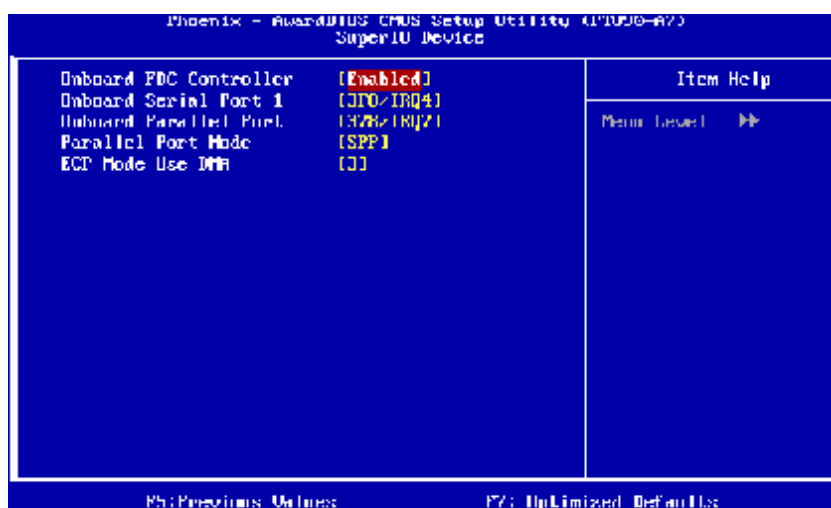 Phoenix - AwardBIOS CMOS Setup Utility
SuperIO Device
Onboard FDC Controller [Enabled]
Onboard Serial Port 1 [3F8/IRQ4]
Onboard Parallel Port [378/IRQ7]
Parallel Port Mode [SPP]
ECP Mode Use DMA [3]
Item Help
Menu Level ►►
F5:Previous Values
F7: Optimized Defaults